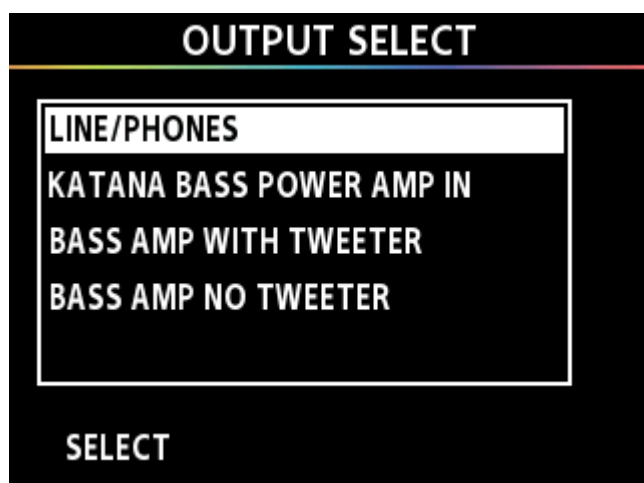 OUTPUT SELECT
LINE/PHONES
KATANA BASS POWER AMP IN
BASS AMP WITH TWEETER
BASS AMP NO TWEETER
SELECT